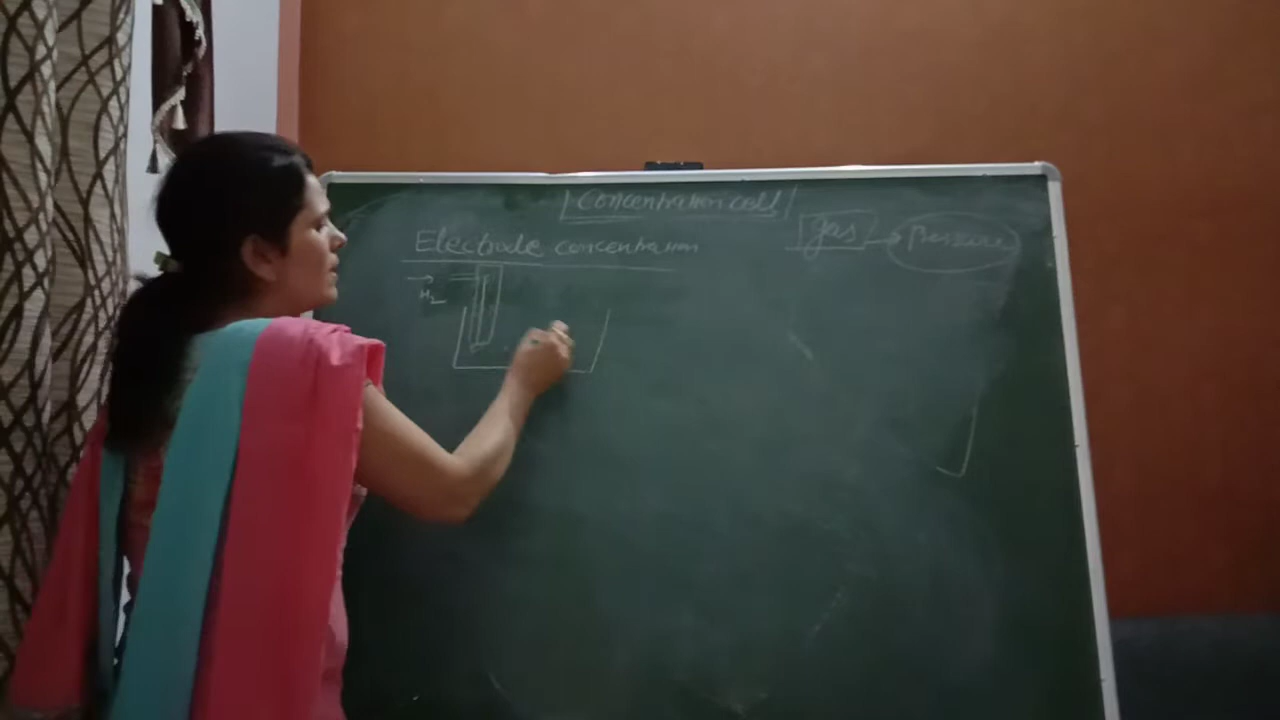 Concentration cell
gas → Pressure
Electrode concentration
H2